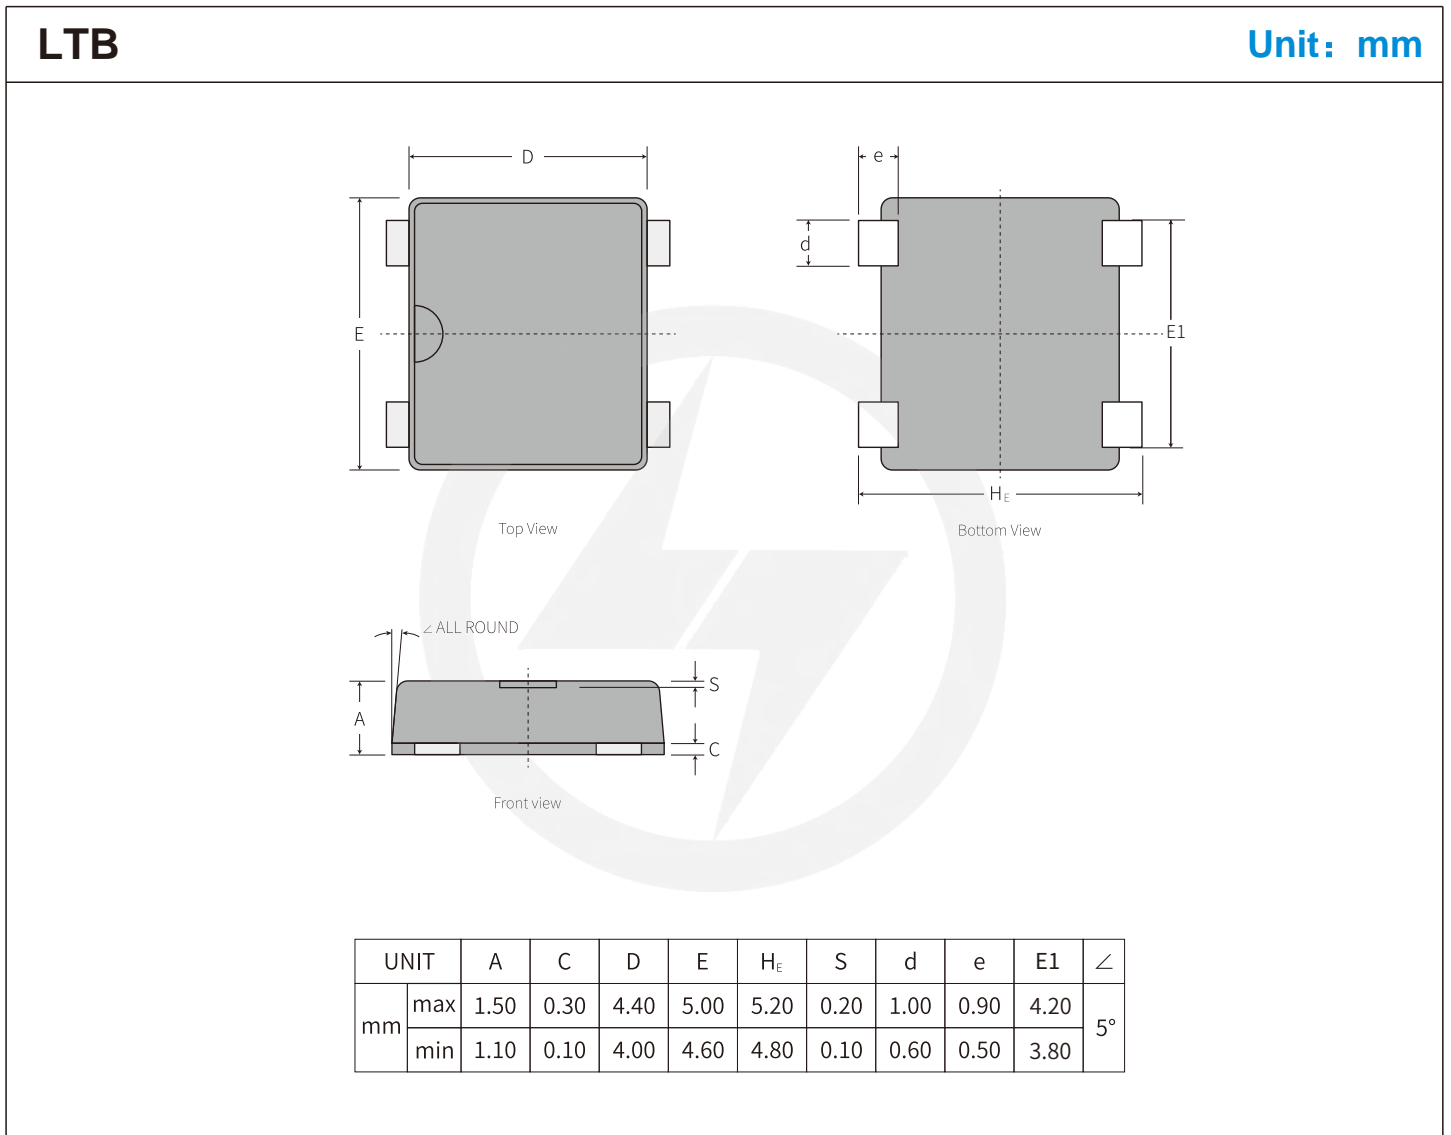 LTB
Unit：mm
D
e
d
E
E1
HE
Top View
Bottom View
∠ ALL ROUND
S
A
C
Front view
UNIT A C D E HE S d e E1 ∠
mm max 1.50 0.30 4.40 5.00 5.20 0.20 1.00 0.90 4.20 5°
min 1.10 0.10 4.00 4.60 4.80 0.10 0.60 0.50 3.80